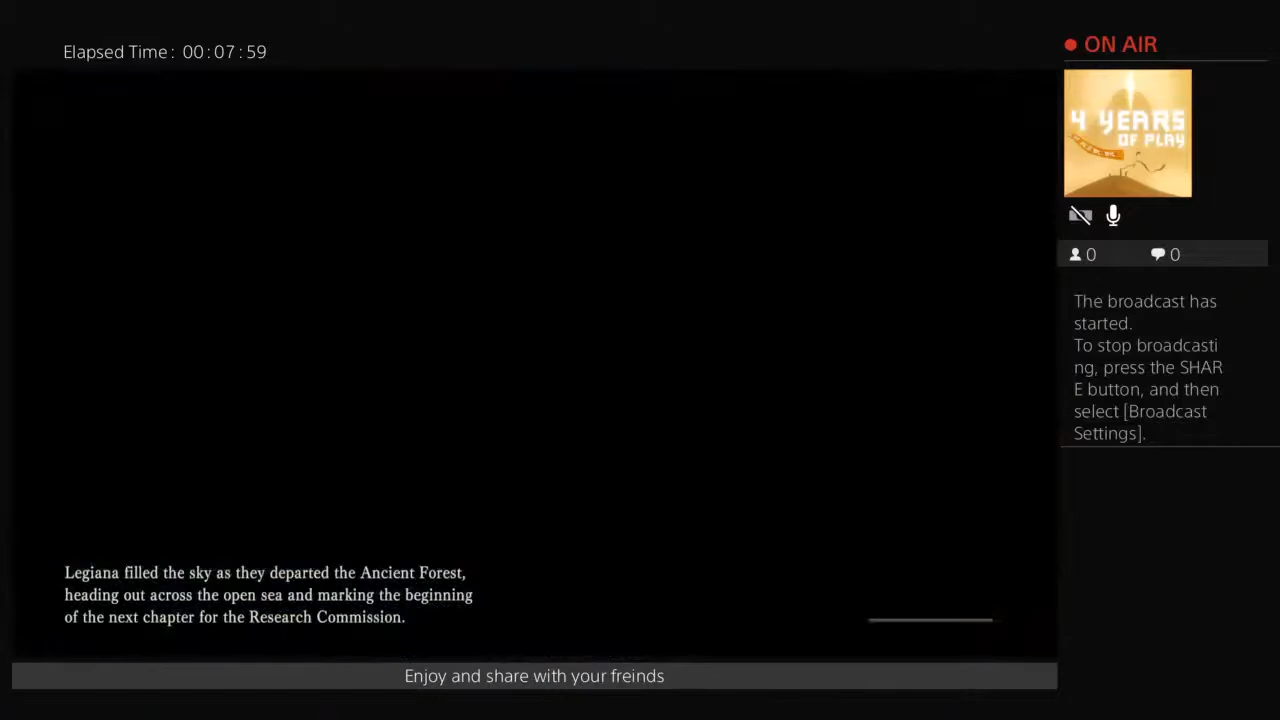 Elapsed Time: 00:07:59
ON AIR
4 YEARS
OF PLAY
0
0
The broadcast has
started.
To stop broadcasti
ng, press the SHAR
E button, and then
select [Broadcast
Settings].
Legiana filled the sky as they departed the Ancient Forest,
heading out across the open sea and marking the beginning
of the next chapter for the Research Commission.
Enjoy and share with your freinds